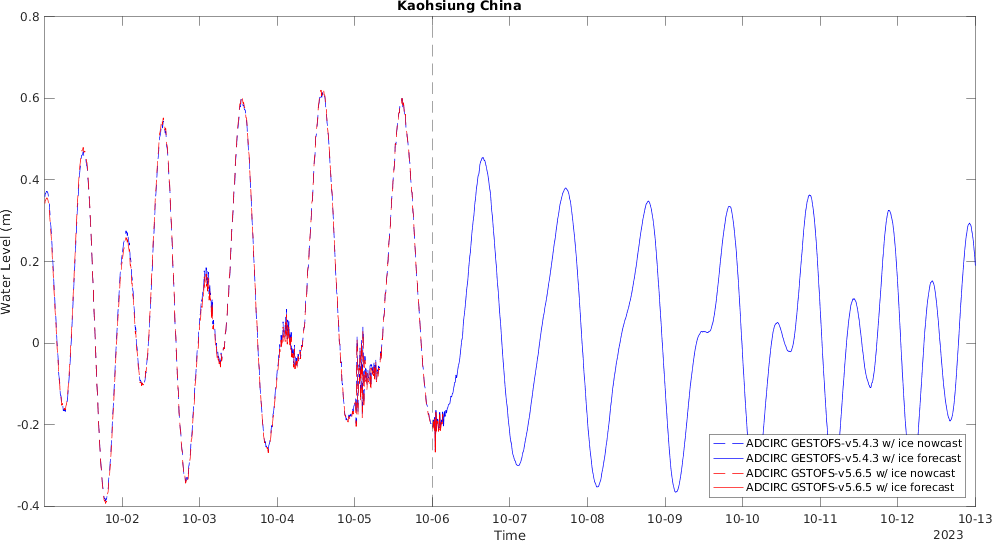 Kaohsiung China
0.8
0.6
0.4
0.2
0
-0.2
-0.4
Water Level (m)
ADCIRC GESTOFS-v5.4.3 w/ ice nowcast
ADCIRC GESTOFS-v5.4.3 w/ ice forecast
ADCIRC GSTOFS-v5.6.5 w/ ice nowcast
ADCIRC GSTOFS-v5.6.5 w/ ice forecast
10-02 10-03 10-04 10-05 10-06 10-07 10-08 10-09 10-10 10-11 10-12 10-13
Time
2023